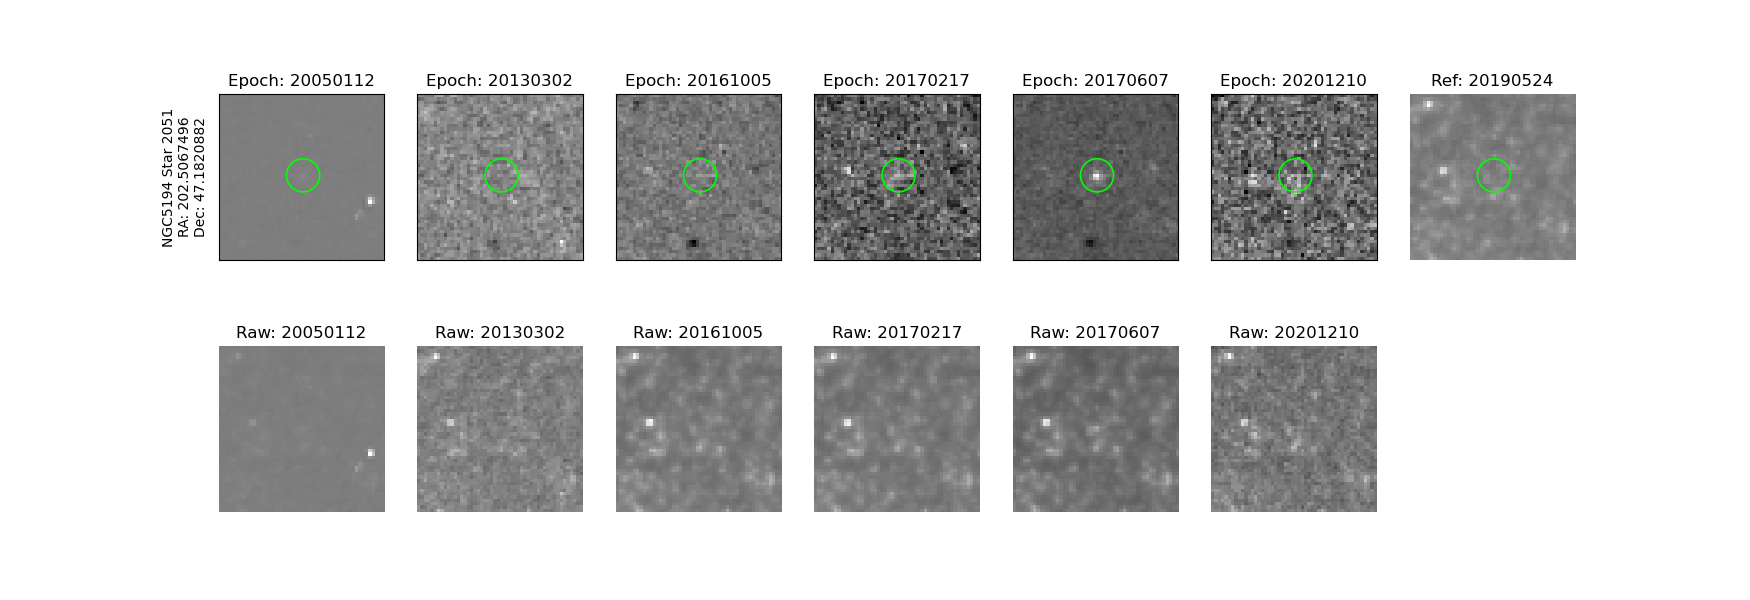 Epoch: 20050112
Epoch: 20130302
Epoch: 20161005
Epoch: 20170217
Epoch: 20170607
Epoch: 20201210
Ref: 20190524
NGC5194 Star 2051
RA: 202.5067496
Dec: 47.1820882
Raw: 20050112
Raw: 20130302
Raw: 20161005
Raw: 20170217
Raw: 20170607
Raw: 20201210